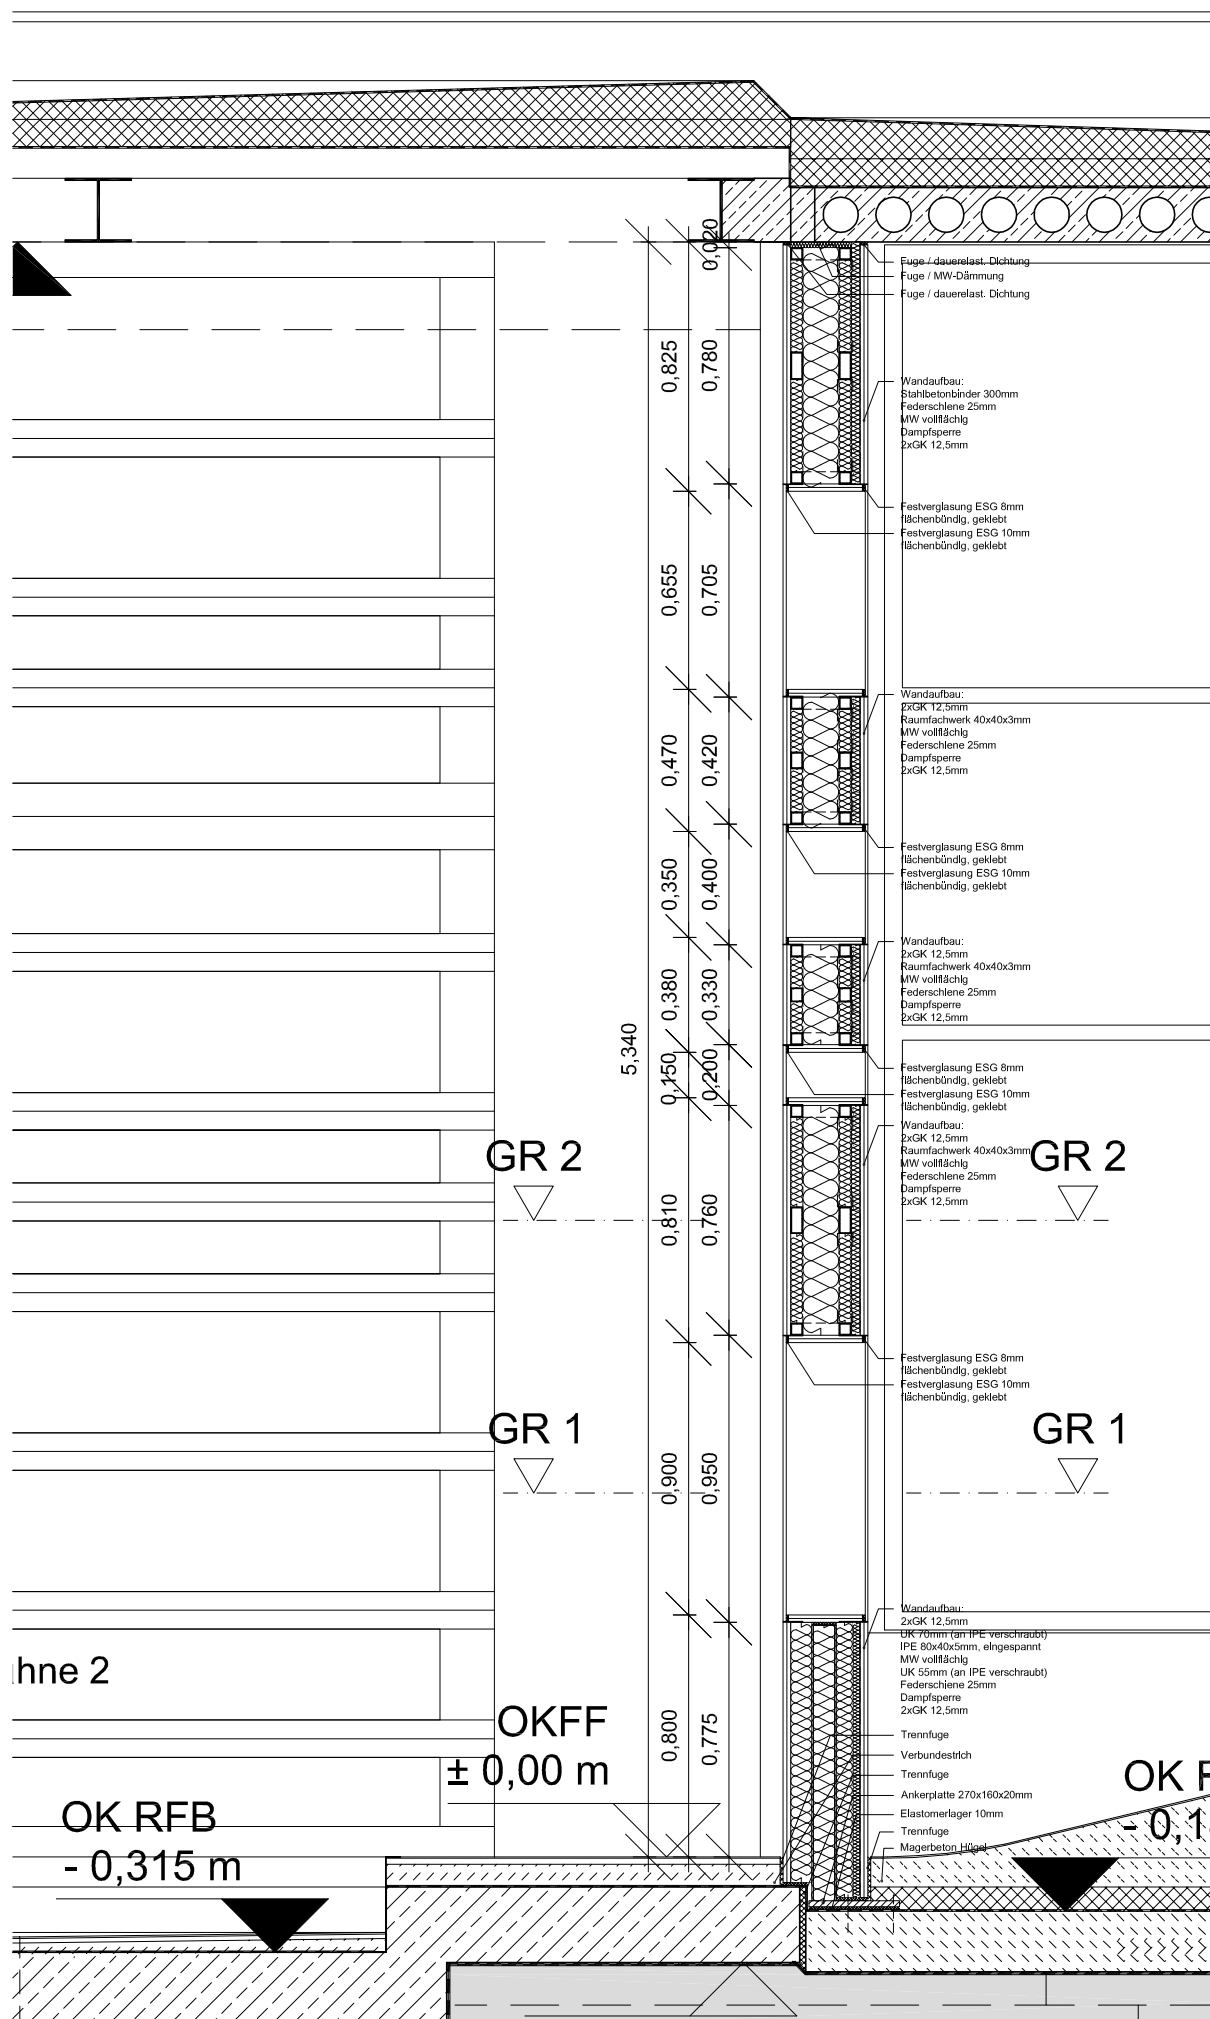 0,020
Fuge / dauerelast. Dichtung
Fuge / MW-Dämmung
Fuge / dauerelast. Dichtung
0,825
0,780
Wandaufbau:
Stahlbetonbinder 300mm
Federschiene 25mm
MW vollflächig
Dampfsperre
2xGK 12,5mm
Festverglasung ESG 8mm
flächenbündig, geklebt
Festverglasung ESG 10mm
flächenbündig, geklebt
0,655
0,705
Wandaufbau:
2xGK 12,5mm
Raumfachwerk 40x40x3mm
MW vollflächig
Federschiene 25mm
Dampfsperre
2xGK 12,5mm
0,470
0,420
Festverglasung ESG 8mm
flächenbündig, geklebt
Festverglasung ESG 10mm
flächenbündig, geklebt
0,350
0,400
Wandaufbau:
2xGK 12,5mm
Raumfachwerk 40x40x3mm
MW vollflächig
Federschiene 25mm
Dampfsperre
2xGK 12,5mm
0,380
0,330
5,340
0,150
0,200
Festverglasung ESG 8mm
flächenbündig, geklebt
Festverglasung ESG 10mm
flächenbündig, geklebt
Wandaufbau:
2xGK 12,5mm
Raumfachwerk 40x40x3mm
MW vollflächig
Federschiene 25mm
Dampfsperre
2xGK 12,5mm
GR 2
GR 2
0,810
0,760
Festverglasung ESG 8mm
flächenbündig, geklebt
Festverglasung ESG 10mm
flächenbündig, geklebt
GR 1
GR 1
0,900
0,950
Wandaufbau:
2xGK 12,5mm
UK 70mm (an IPE verschraubt)
IPE 80x40x5mm, eingespannt
MW vollflächig
UK 55mm (an IPE verschraubt)
Federschiene 25mm
Dampfsperre
2xGK 12,5mm
hne 2
OKFF
± 0,00 m
0,800
0,775
Trennfuge
Verbundestrich
Trennfuge
Ankerplatte 270x160x20mm
Elastomerlager 10mm
Trennfuge
Magerbeton Hügel
OK RFB
- 0,315 m
OK
- 0,1